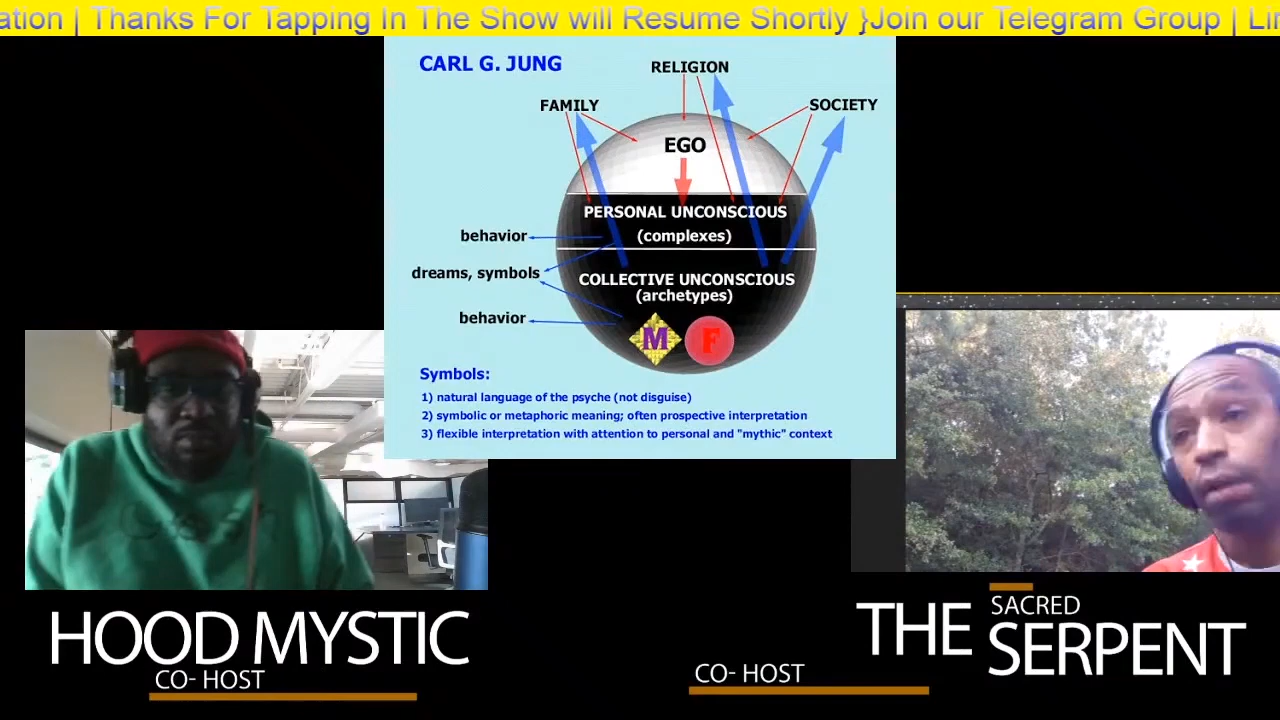 ation | Thanks For Tapping In The Show will Resume Shortly }Join our Telegram Group |
CARL G. JUNG
RELIGION
FAMILY
SOCIETY
EGO
PERSONAL UNCONSCIOUS
(complexes)
behavior
dreams, symbols
COLLECTIVE UNCONSCIOUS
(archetypes)
behavior
M F
Symbols:
1) natural language of the psyche (not disguise)
2) symbolic or metaphoric meaning; often prospective interpretation
3) flexible interpretation with attention to personal and "mythic" context
HOOD MYSTIC
CO- HOST
CO- HOST
THE SACRED SERPENT